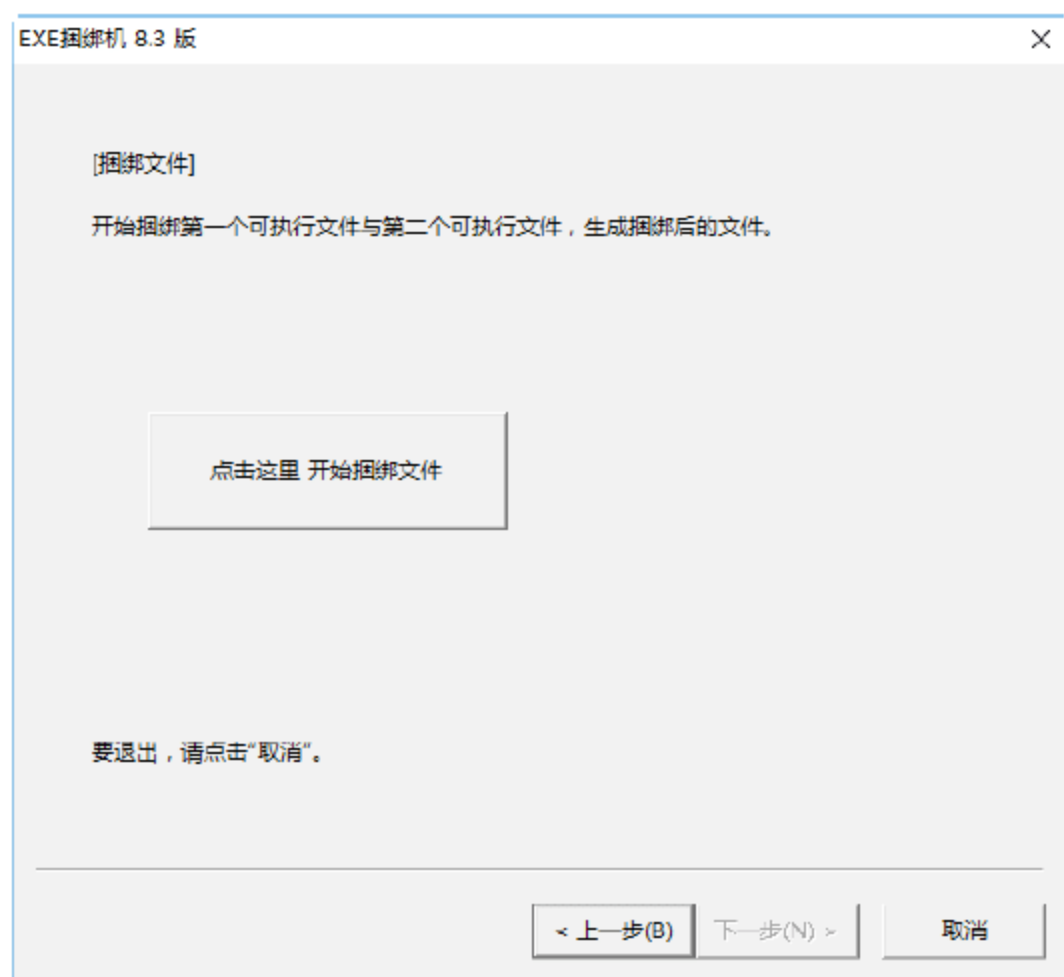 EXE捆绑机 8.3 版
[捆绑文件]
开始捆绑第一个可执行文件与第二个可执行文件，生成捆绑后的文件。
点击这里 开始捆绑文件
要退出，请点击“取消”。
< 上一步(B) 下一步(N) > 取消